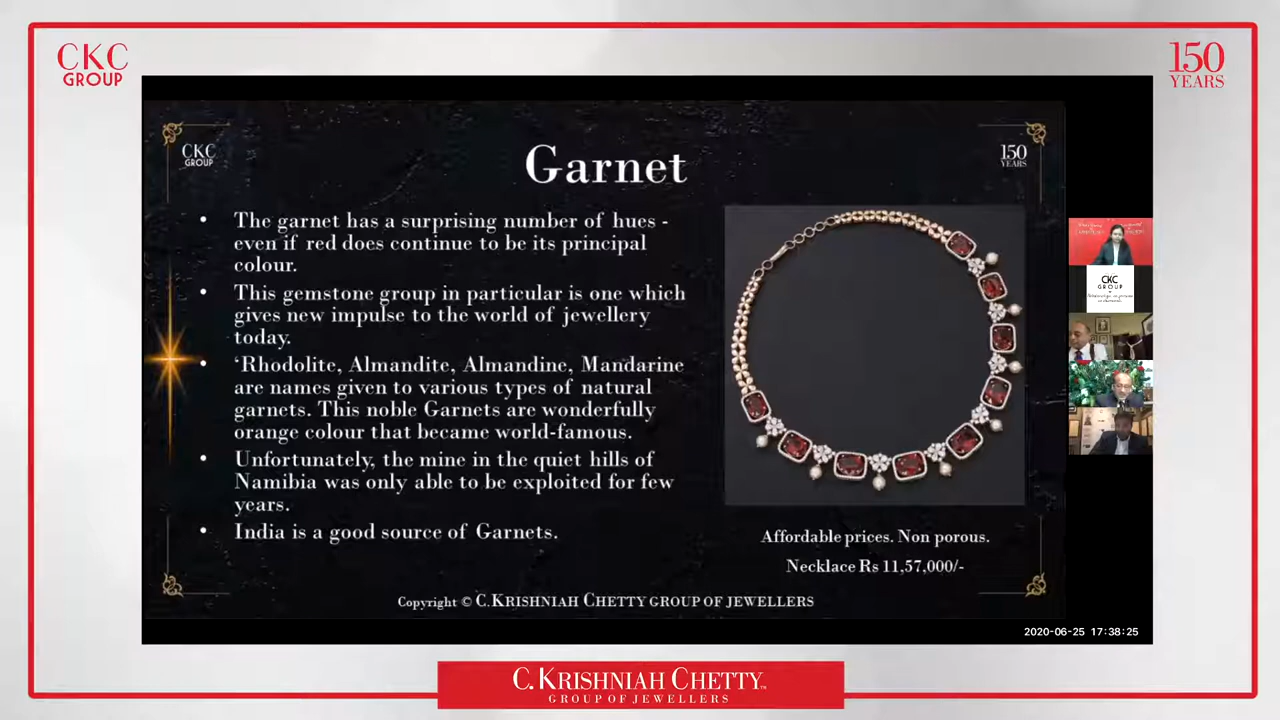 CKC
GROUP
150
YEARS
CKC
GROUP
Garnet
150
YEARS
• The garnet has a surprising number of hues -
even if red does continue to be its principal
colour.
• This gemstone group in particular is one which
gives new impulse to the world of jewellery
today.
• ‘Rhodolite, Almandite, Almandine, Mandarine
are names given to various types of natural
garnets. This noble Garnets are wonderfully
orange colour that became world-famous.
• Unfortunately, the mine in the quiet hills of
Namibia was only able to be exploited for few
years.
• India is a good source of Garnets.
Affordable prices. Non porous.
Necklace Rs 11,57,000/-
Copyright © C.KRISHNIAH CHETTY GROUP OF JEWELLERS
CKC
GROUP
2020-06-25 17:38:25
C. KRISHNIAH CHETTY™
GROUP OF JEWELLERS